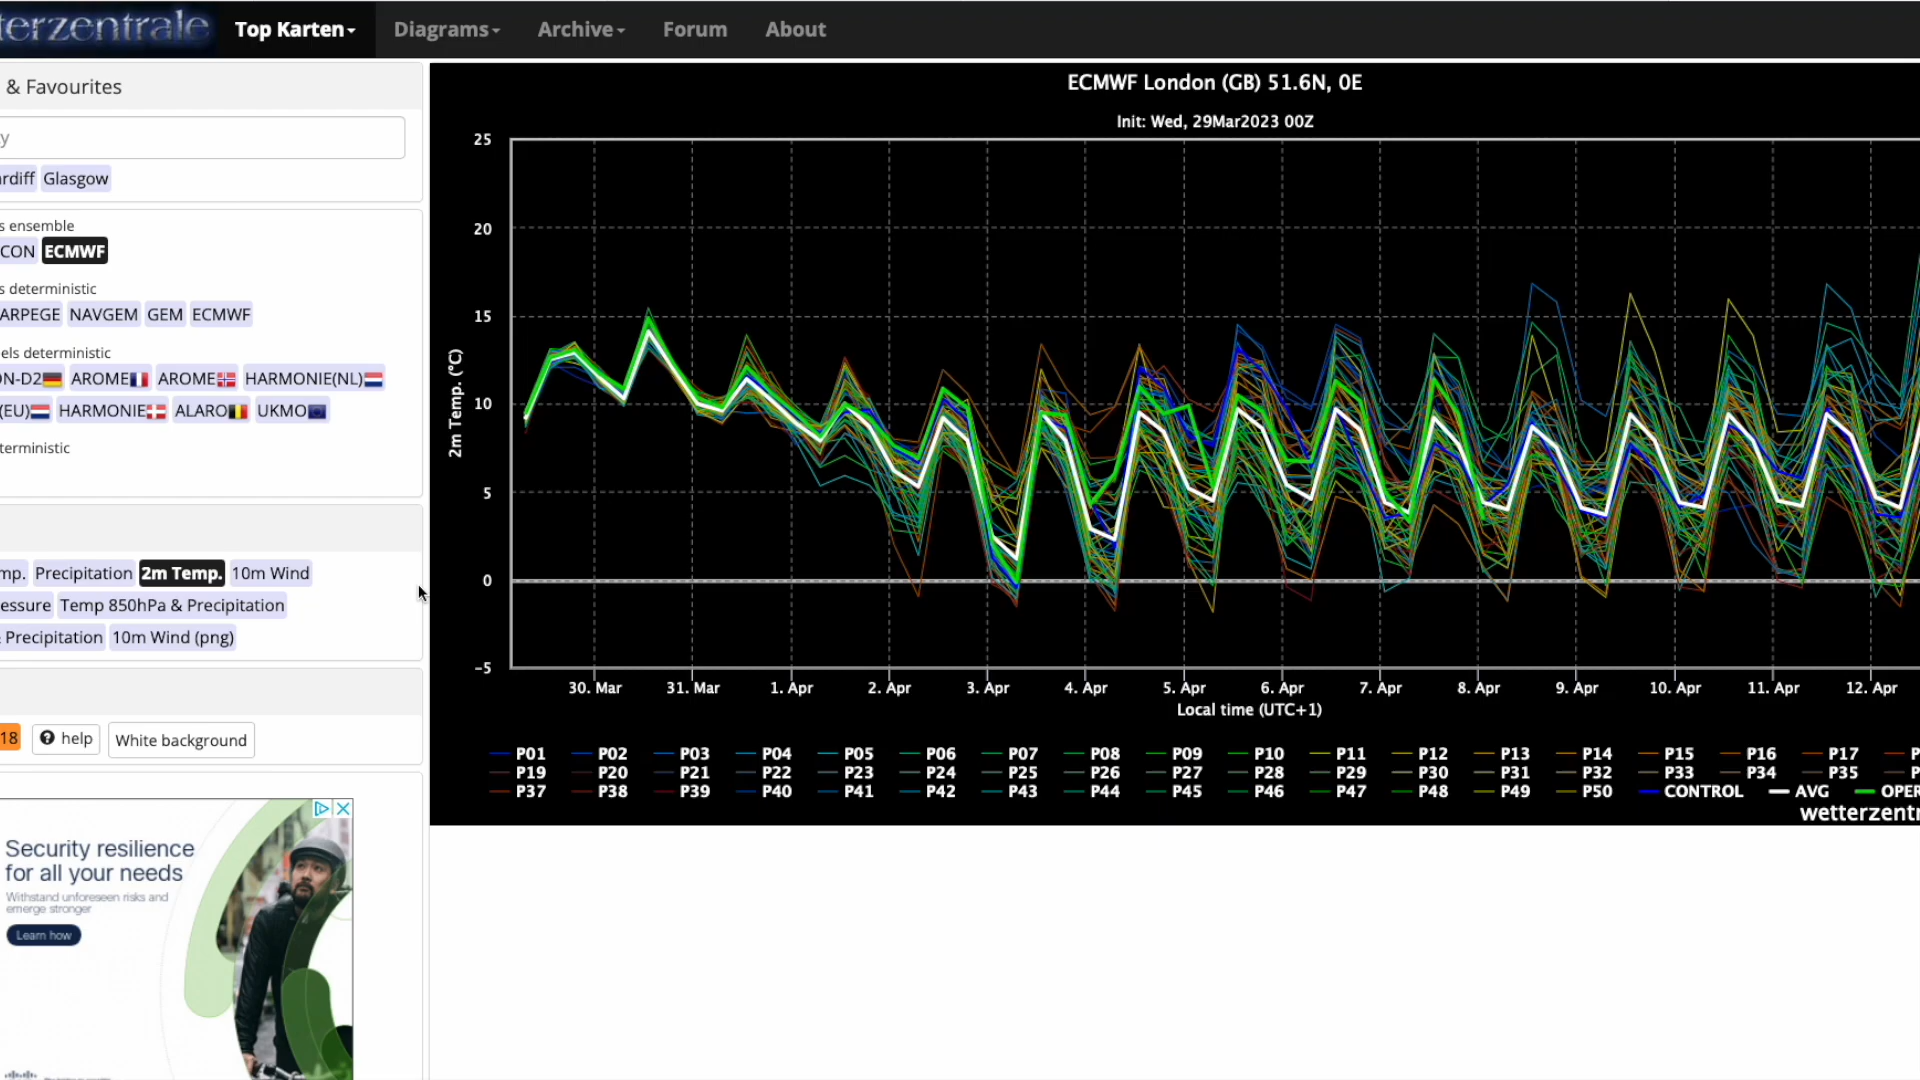 terzentrale Top Karten Diagrams Archive Forum About
& Favourites
y
rdiff Glasgow
s ensemble
CON ECMWF
s deterministic
ARPEGE NAVGEM GEM ECMWF
els deterministic
N-D2 AROME AROME HARMONIE(NL)
(EU) HARMONIE ALARO UKMO
terministic
mp. Precipitation 2m Temp. 10m Wind
essure Temp 850hPa & Precipitation
& Precipitation 10m Wind (png)
18 help White background
Security resilience
for all your needs
Withstand unforeseen risks and
emerge stronger
Learn how
ECMWF London (GB) 51.6N, 0E
Init: Wed, 29Mar2023 00Z
25
20
15
10
5
0
-5
2m Temp. (°C)
30. Mar 31. Mar 1. Apr 2. Apr 3. Apr 4. Apr 5. Apr 6. Apr 7. Apr 8. Apr 9. Apr 10. Apr 11. Apr 12. Apr
Local time (UTC+1)
P01 P02 P03 P04 P05 P06 P07 P08 P09 P10 P11 P12 P13 P14 P15 P16 P17 P
P19 P20 P21 P22 P23 P24 P25 P26 P27 P28 P29 P30 P31 P32 P33 P34 P35 P
P37 P38 P39 P40 P41 P42 P43 P44 P45 P46 P47 P48 P49 P50 CONTROL AVG OPER
wetterzentr